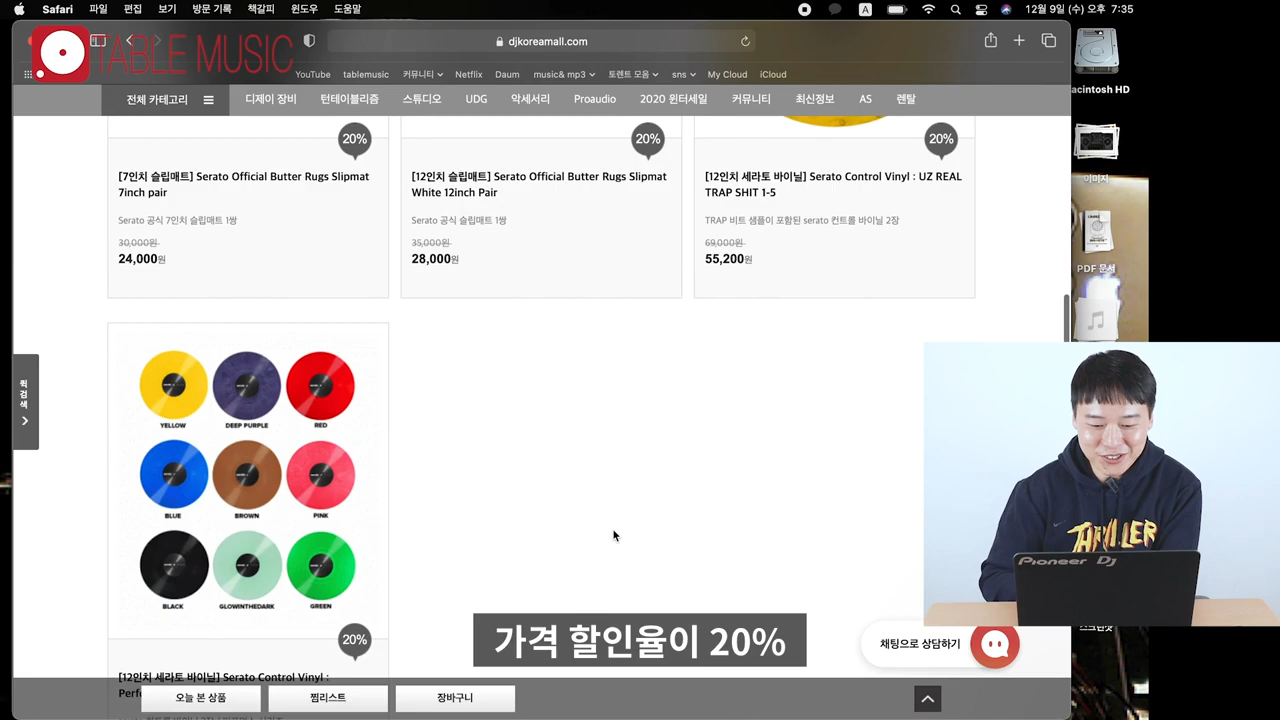 Safari 파일 편집 보기 방문 기록 책갈피 윈도우 도움말
A
12월 9일 (수) 오후 7:35
TABLE MUSIC
djkoreamall.com
YouTube tablemusic 커뮤니티 Netflix Daum music& mp3 토렌트 모음 sns My Cloud iCloud
acintosh HD
전체 카테고리 디제이 장비 턴테이블리즘 스튜디오 UDG 악세서리 Proaudio 2020 윈터세일 커뮤니티 최신정보 AS 렌탈
20% 20% 20%
이미지
[7인치 슬립매트] Serato Official Butter Rugs Slipmat
7inch pair
Serato 공식 7인치 슬립매트 1쌍
30,000원
24,000원
[12인치 슬립매트] Serato Official Butter Rugs Slipmat
White 12inch Pair
Serato 공식 슬립매트 1쌍
35,000원
28,000원
[12인치 세라토 바이닐] Serato Control Vinyl : UZ REAL
TRAP SHIT 1-5
TRAP 비트 샘플이 포함된 serato 컨트롤 바이닐 2장
69,000원
55,200원
PDF 문서
퀵검색
YELLOW DEEP PURPLE RED
BLUE BROWN PINK
BLACK GLOWINTHEDARK GREEN
THRILLER
Pioneer Dj
가격 할인율이 20%
20%
채팅으로 상담하기
스크린샷
[12인치 세라토 바이닐] Serato Control Vinyl :
오늘 본 상품 찜리스트 장바구니